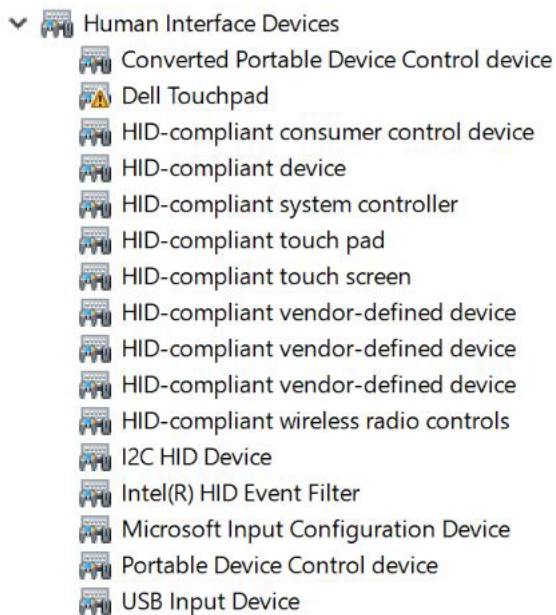 Human Interface Devices
Converted Portable Device Control device
Dell Touchpad
HID-compliant consumer control device
HID-compliant device
HID-compliant system controller
HID-compliant touch pad
HID-compliant touch screen
HID-compliant vendor-defined device
HID-compliant vendor-defined device
HID-compliant vendor-defined device
HID-compliant wireless radio controls
I2C HID Device
Intel(R) HID Event Filter
Microsoft Input Configuration Device
Portable Device Control device
USB Input Device